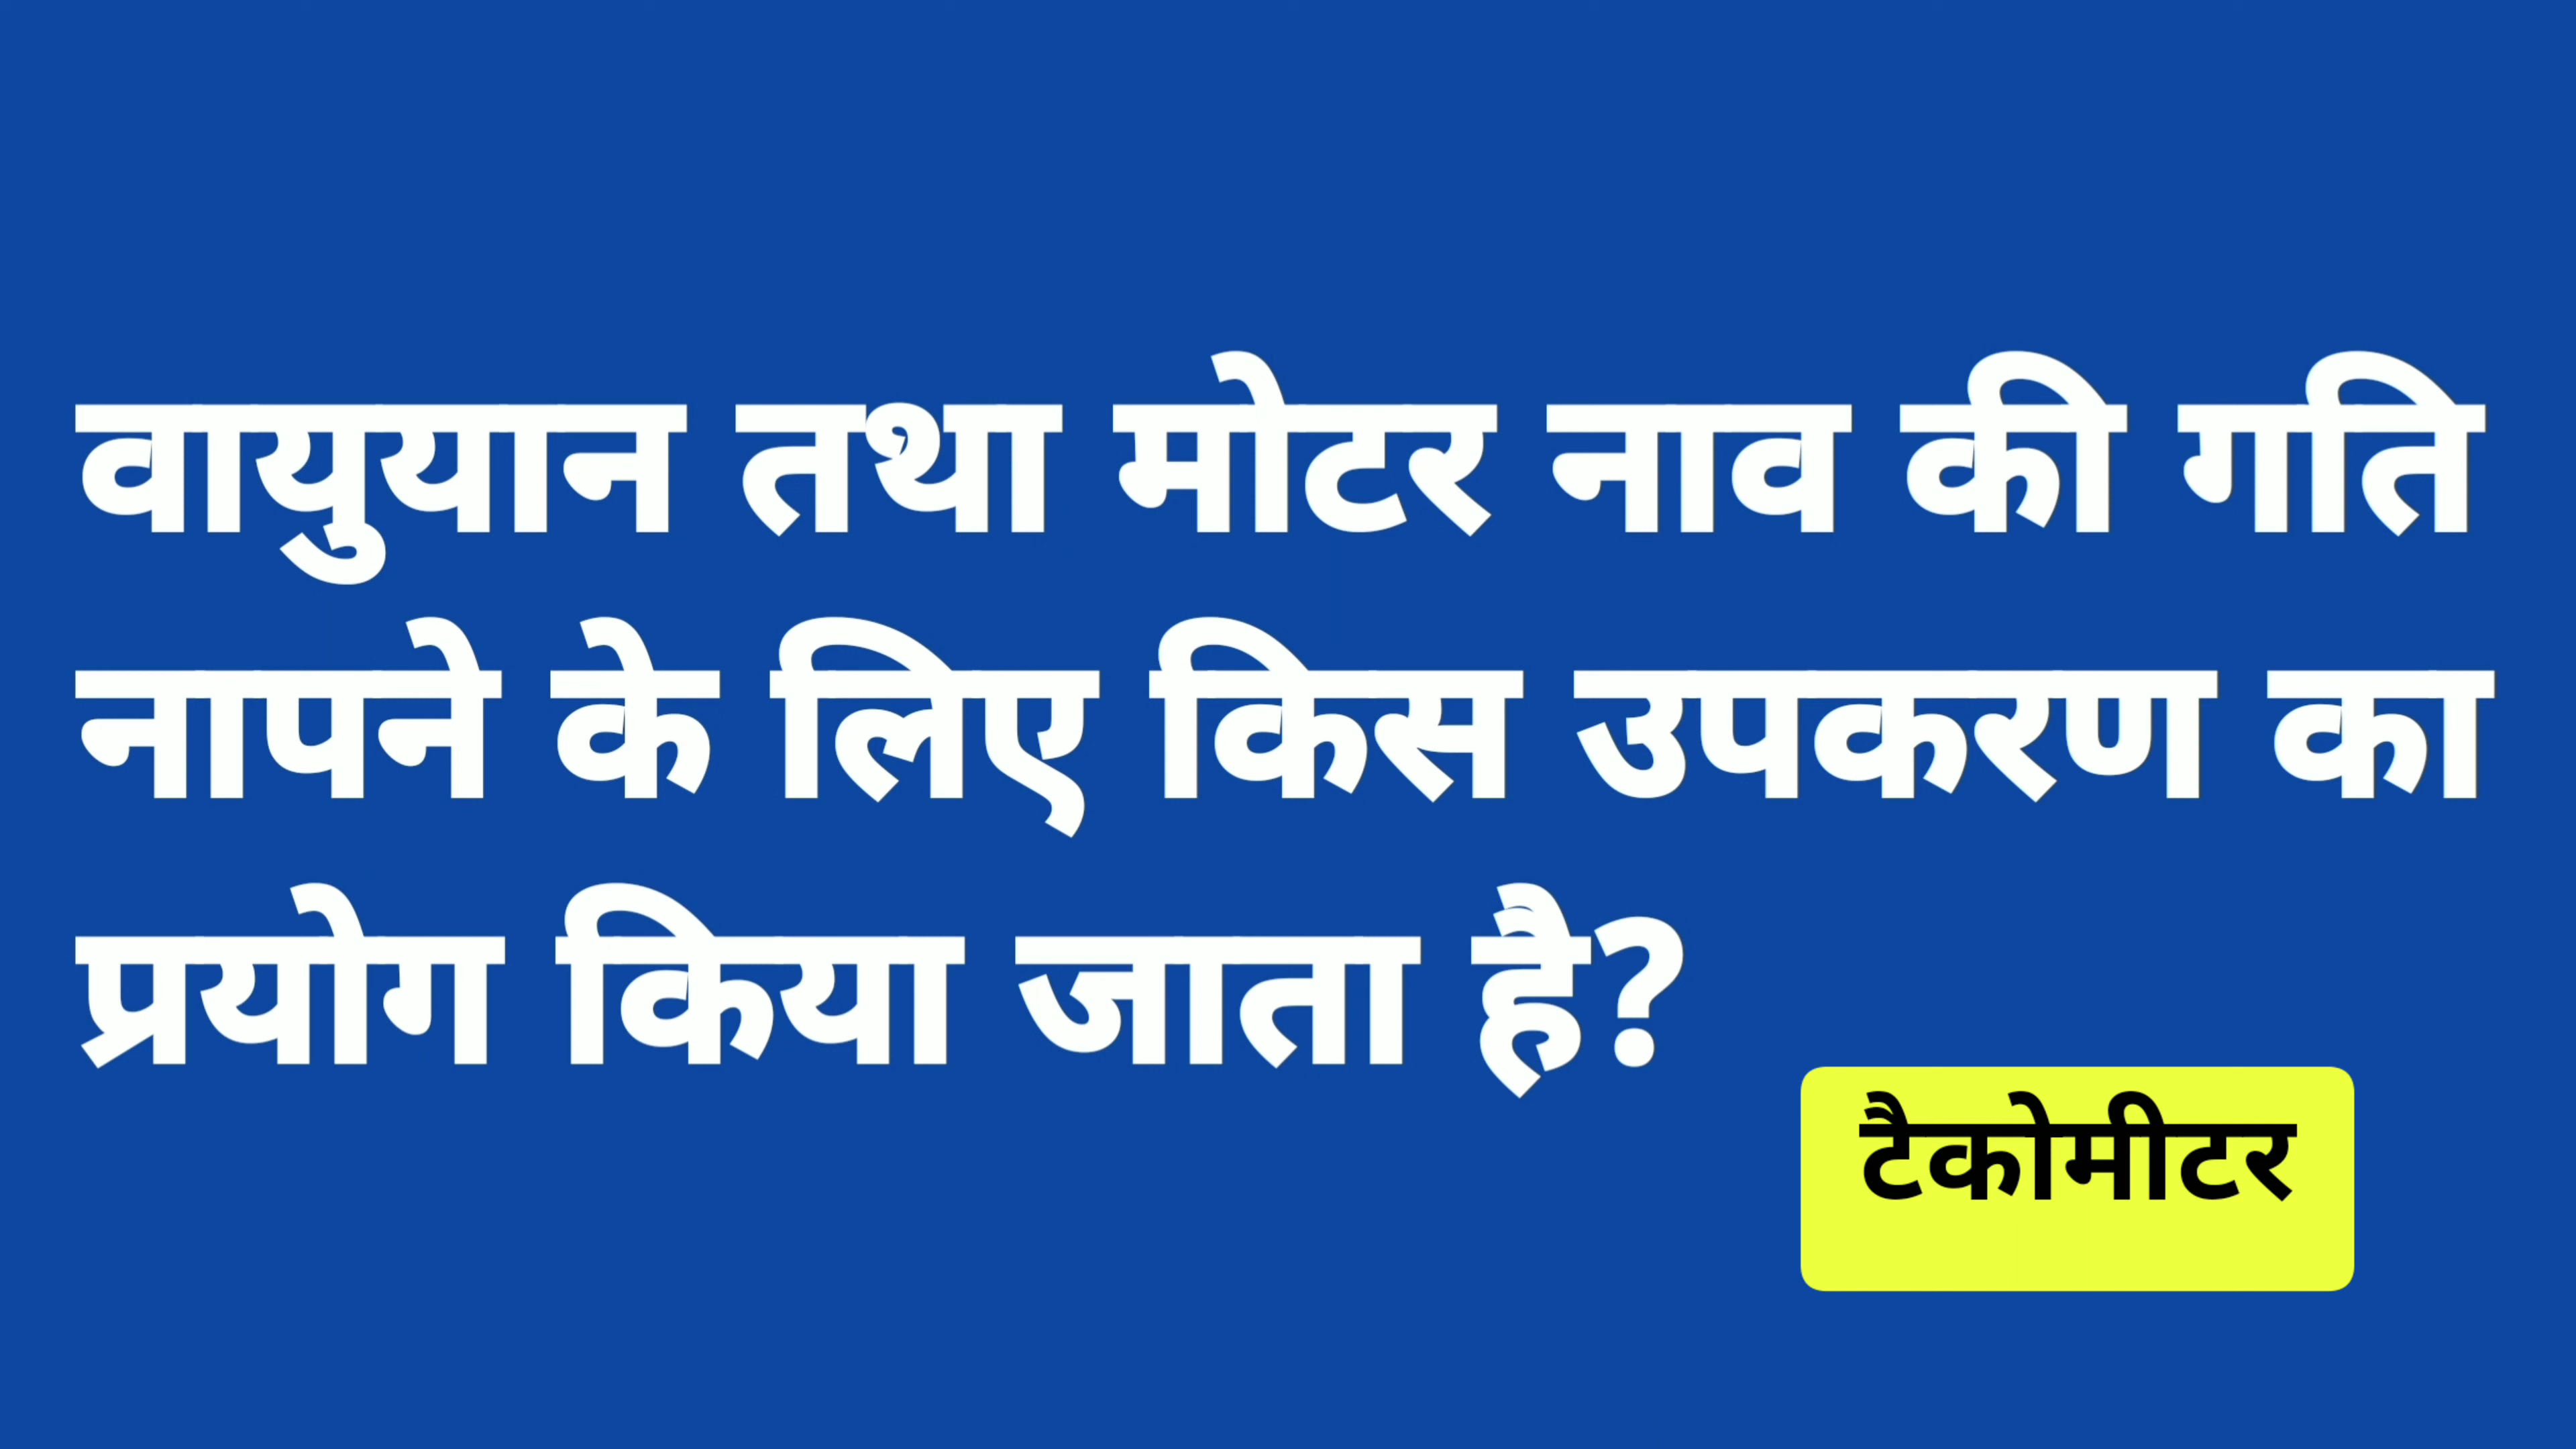 वायुयान तथा मोटर नाव की गति
नापने के लिए किस उपकरण का
प्रयोग किया जाता है?
टैकोमीटर